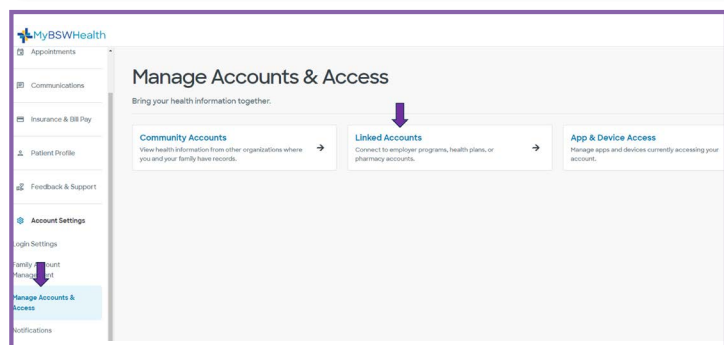 MyBSWHealth
Appointments
Communications
Insurance & Bill Pay
Patient Profile
Feedback & Support
Account Settings
Login Settings
Family Account
Management
Manage Accounts &
Access
Notifications
Manage Accounts & Access
Bring your health information together.
Community Accounts
View health information from other organizations where
you and your family have records.
Linked Accounts
Connect to employer programs, health plans, or
pharmacy accounts.
App & Device Access
Manage apps and devices currently accessing your
account.